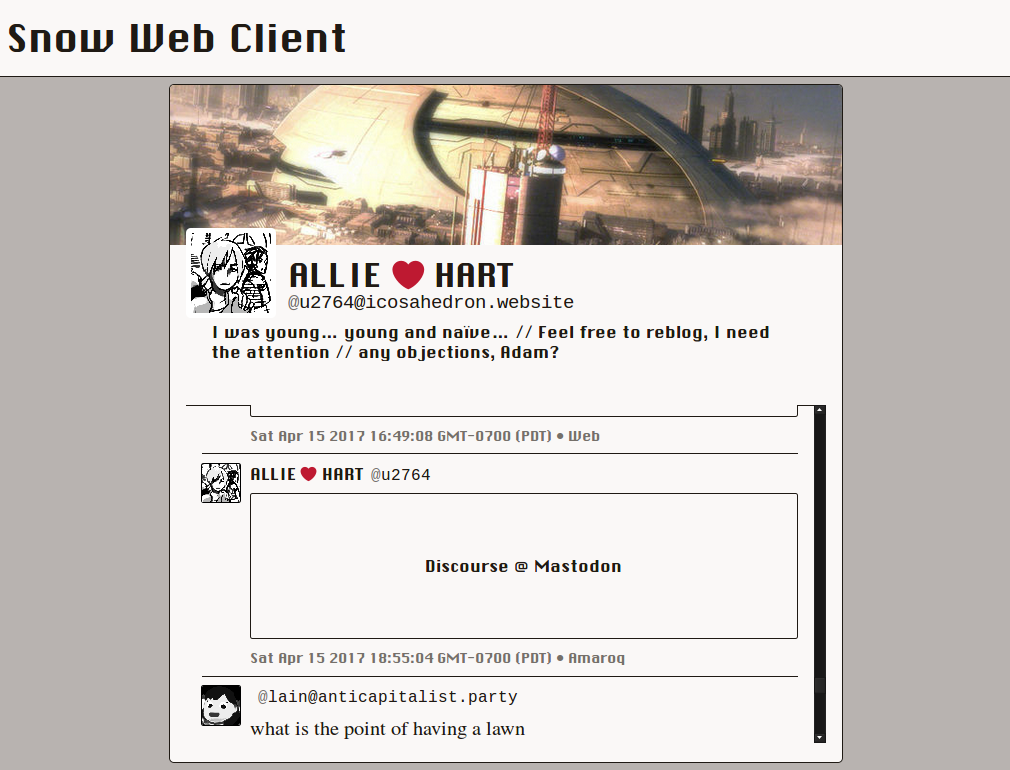 Snow Web Client
ALLIE ❤ HART
@u2764@icosahedron.website
I was young... young and naïve... // Feel free to reblog, I need
the attention // any objections, Adam?
Sat Apr 15 2017 16:49:08 GMT-0700 (PDT) • Web
ALLIE ❤ HART @u2764
Discourse @ Mastodon
Sat Apr 15 2017 18:55:04 GMT-0700 (PDT) • Amaroq
@lain@anticapitalist.party
what is the point of having a lawn